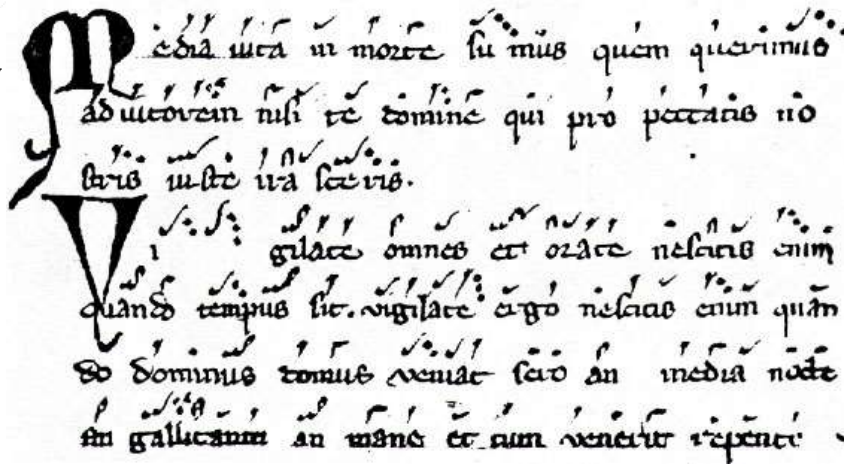 Media uita in morte sumus quem querimus
adiutorem nisi te domine qui pro peccatis no
stris iuste irasceris.
Vigilate omnes et orate nescitis enim
quando tempus sit. vigilate ergo nescitis enim quan
do dominus domus veniat sero an media nocte
an gallicantu an mane et cum venerit repente